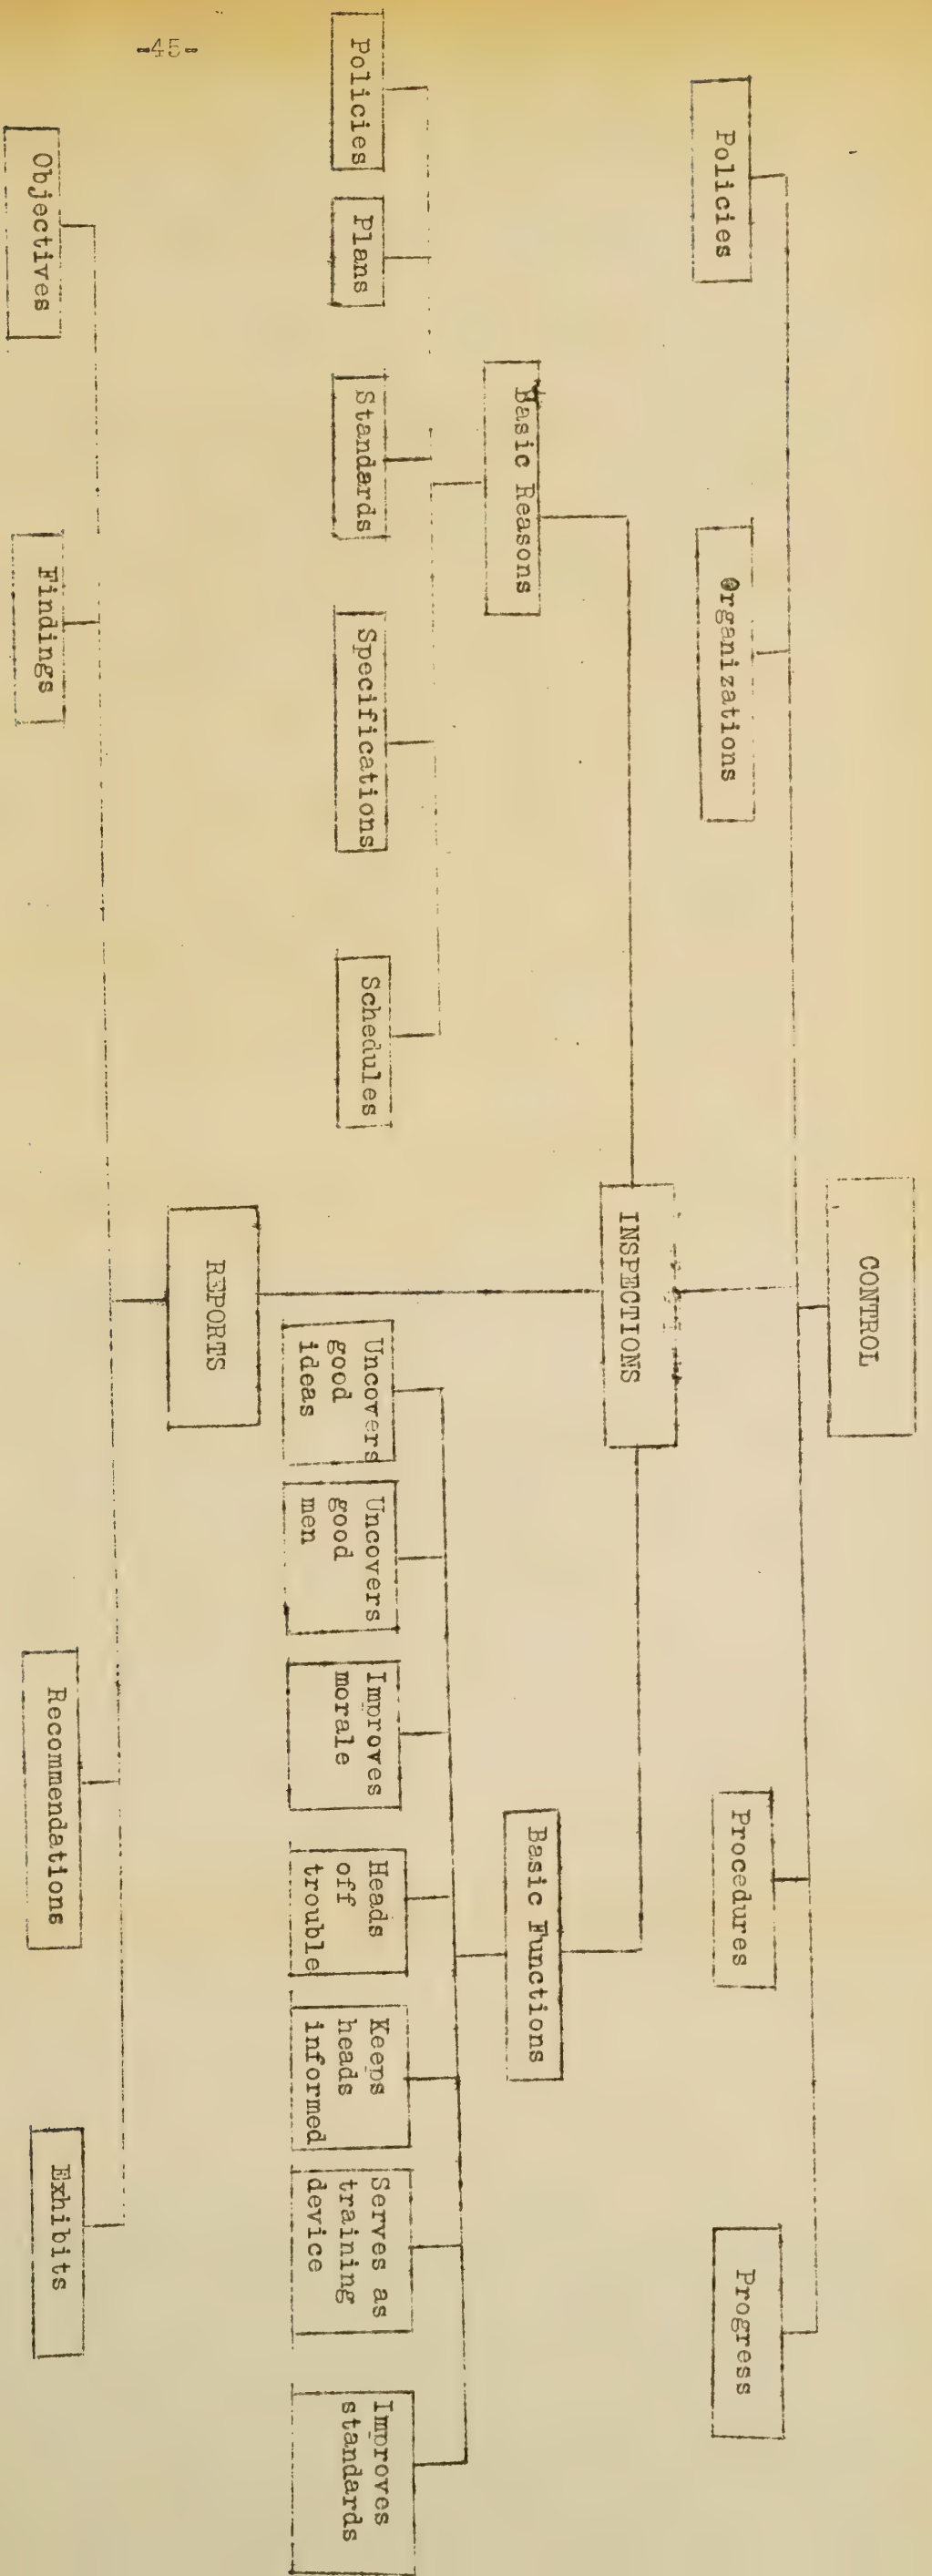 CONTROL
Policies
Organizations
Procedures
Progress
INSPECTIONS
Basic Reasons
Basic Functions
Policies
Plans
Standards
Specifications
Schedules
Uncovers
good
ideas
Uncovers
good
men
Improves
morale
Heads
off
trouble
Keeps
heads
informed
Serves as
training
device
Improves
standards
REPORTS
Objectives
Findings
Recommendations
Exhibits
-45-